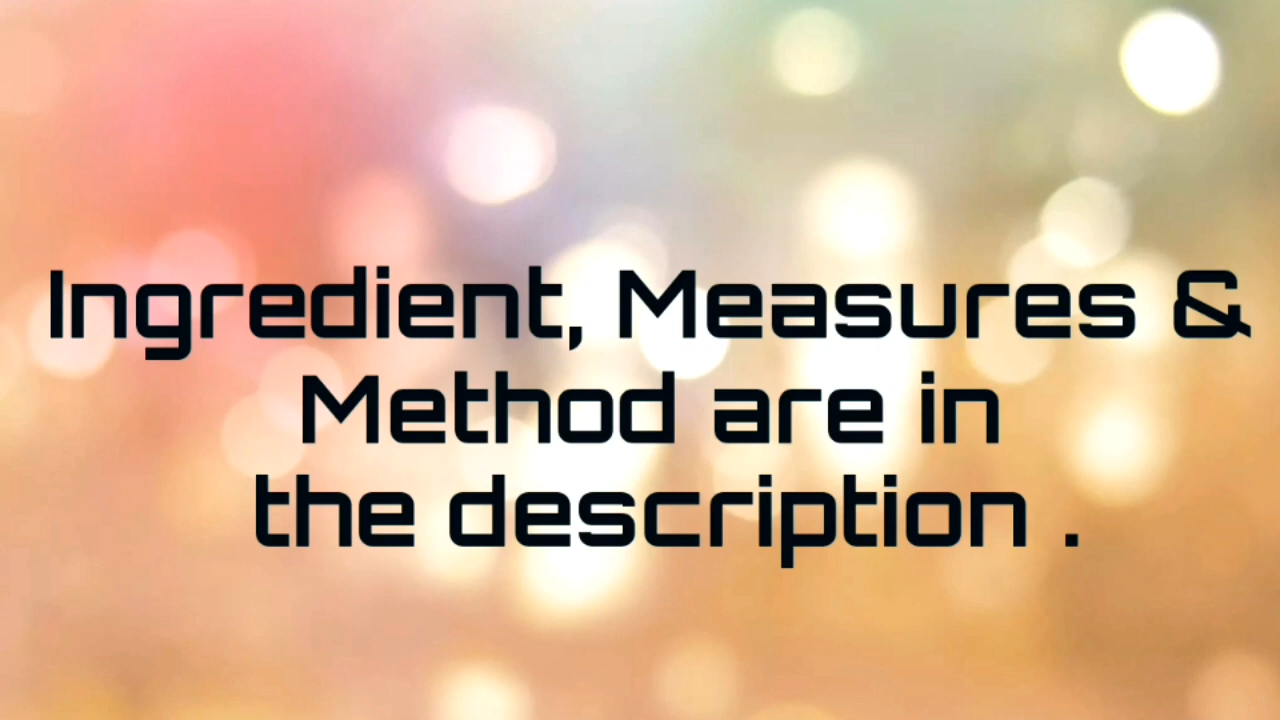 Ingredient, Measures &
Method are in
the description .